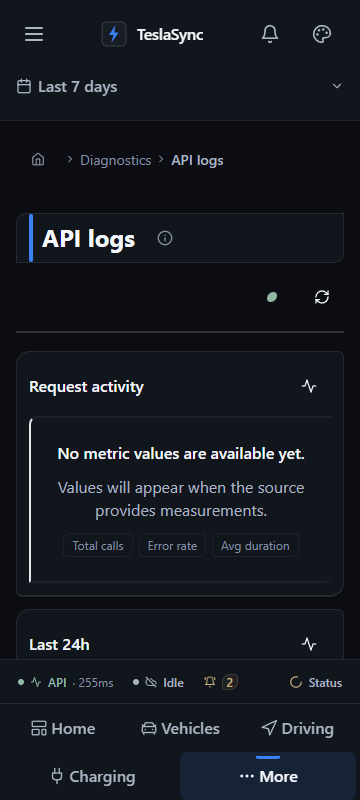 TeslaSync
Last 7 days
Diagnostics API logs
API logs
Request activity
No metric values are available yet.
Values will appear when the source
provides measurements.
Total calls Error rate Avg duration
Last 24h
API · 255ms Idle 2 Status
Home Vehicles Driving
Charging More